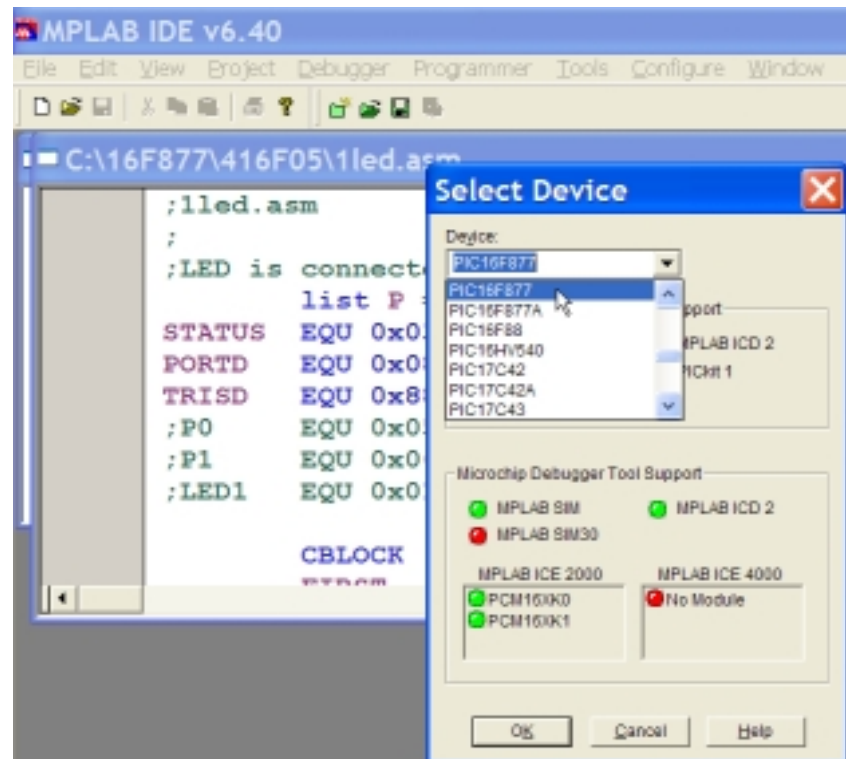 MPLAB IDE v6.40
File Edit View Project Debugger Programmer Tools Configure Window
C:\16F877\416F05\1led.asm
;1led.asm
;
;LED is connect
list P =
STATUS EQU 0x0
PORTD EQU 0x0
TRISD EQU 0x8
;P0 EQU 0x0
;P1 EQU 0x0
;LED1 EQU 0x0
CBLOCK
FIRST
Select Device
Device:
PIC16F877
PIC16F877
PIC16F877A
PIC16F88
PIC16HV540
PIC17C42
PIC17C42A
PIC17C43
pport
MPLAB ICD 2
PICkit 1
Microchip Debugger Tool Support
MPLAB SIM
MPLAB ICD 2
MPLAB SIM30
MPLAB ICE 2000
MPLAB ICE 4000
PCM16XK0
No Module
PCM16XK1
OK Cancel Help